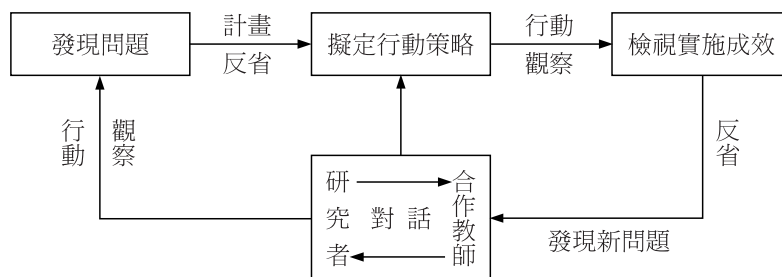 發現問題
計畫
反省
擬定行動策略
行動
觀察
檢視實施成效
行動
觀察
反省
研究者
對話
合作教師
發現新問題